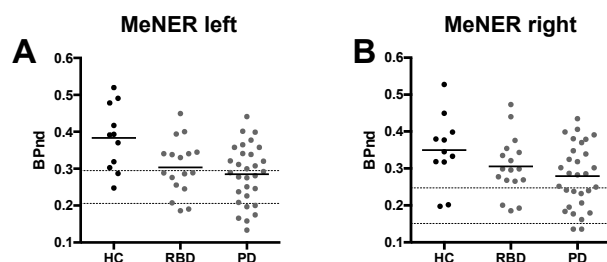 MeNER left
MeNER right
A
B
0.6
0.5
0.4
0.3
0.2
0.1
BPnd
HC
RBD
PD
0.6
0.5
0.4
0.3
0.2
0.1
BPnd
HC
RBD
PD